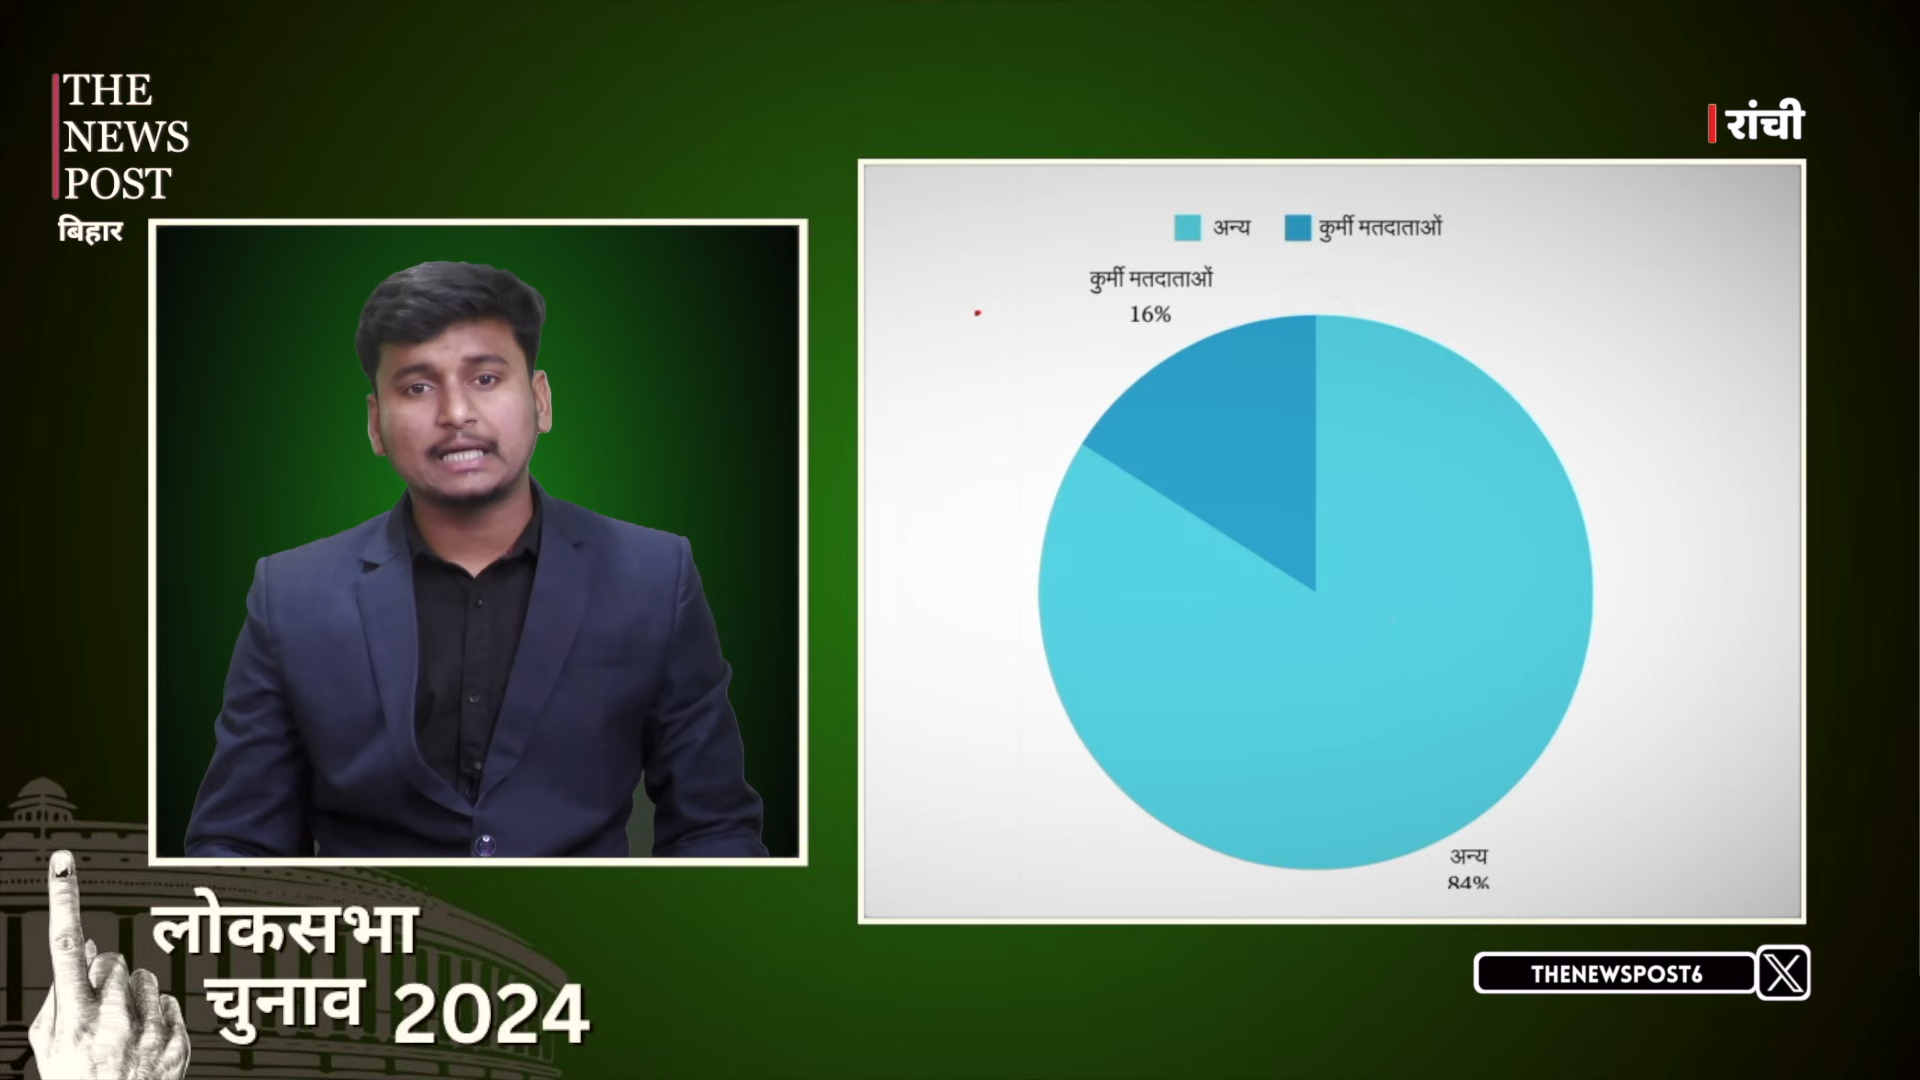 THE
NEWS
POST
बिहार
रांची
अन्य
कुर्मी मतदाताओं
कुर्मी मतदाताओं
16%
अन्य
84%
लोकसभा
चुनाव 2024
THENEWSPOST6